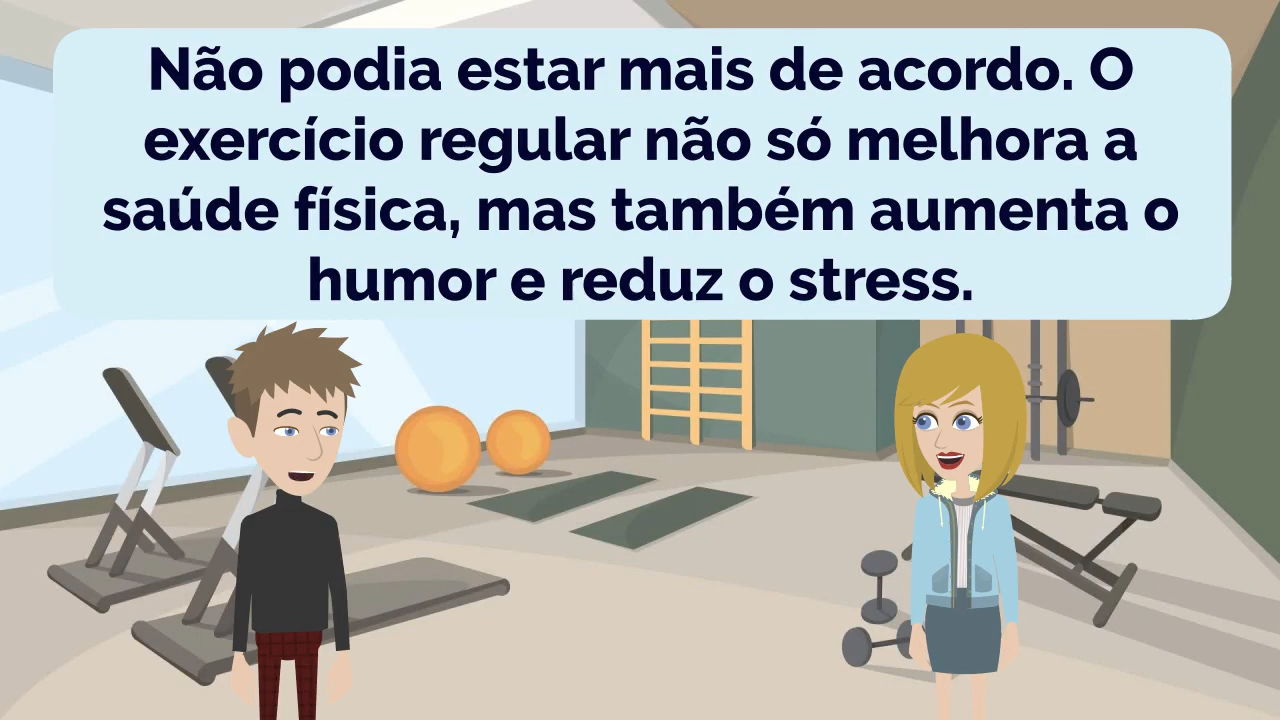 Não podia estar mais de acordo. O
exercício regular não só melhora a
saúde física, mas também aumenta o
humor e reduz o stress.